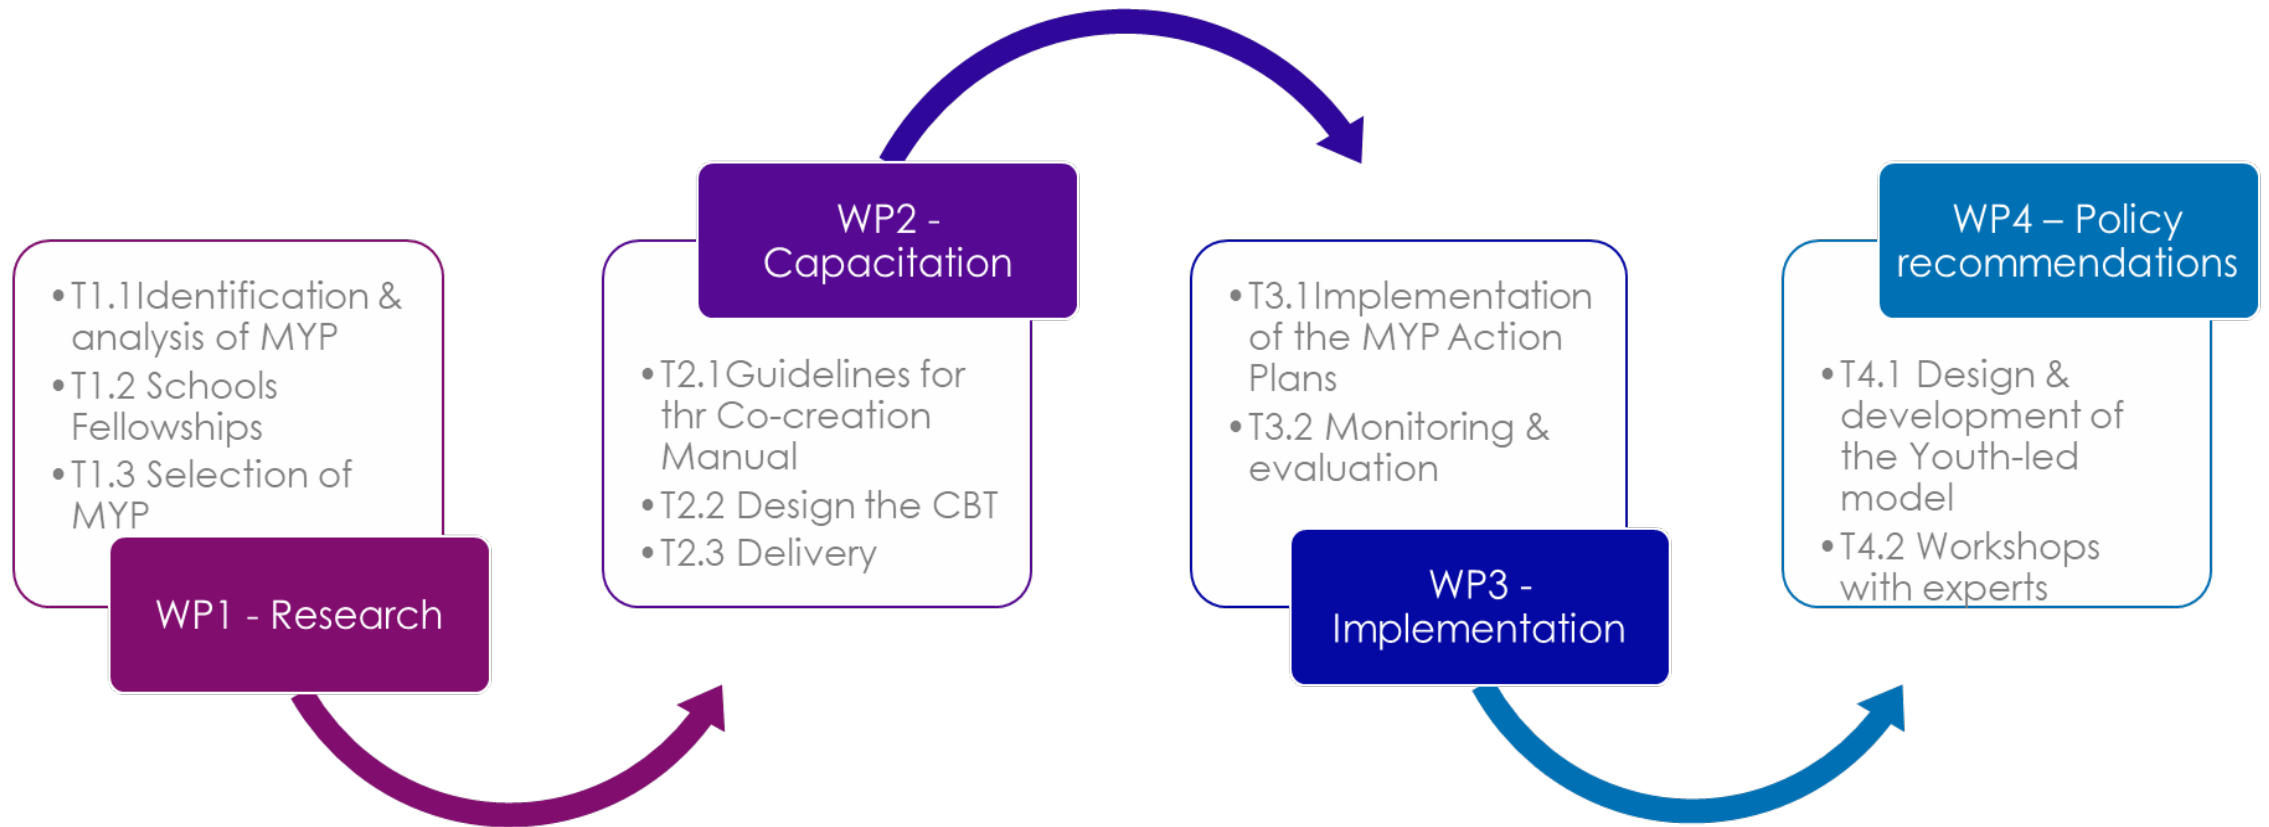 •T1.1Identification &
analysis of MYP
•T1.2 Schools
Fellowships
•T1.3 Selection of
MYP
WP1 - Research
WP2 -
Capacitation
•T2.1Guidelines for
thr Co-creation
Manual
•T2.2 Design the CBT
•T2.3 Delivery
•T3.1Implementation
of the MYP Action
Plans
•T3.2 Monitoring &
evaluation
WP3 -
Implementation
WP4 – Policy
recommendations
•T4.1 Design &
development of
the Youth-led
model
•T4.2 Workshops
with experts